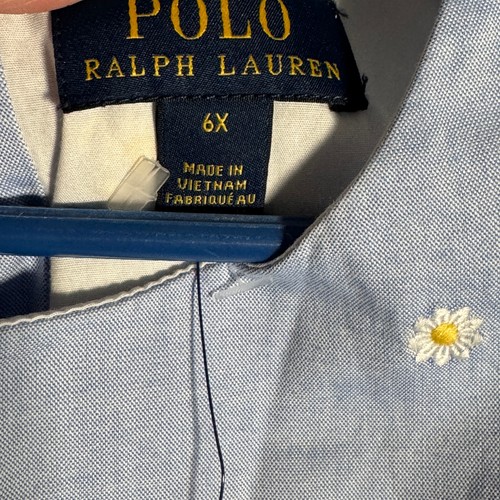 POLO
RALPH LAUREN
6X
MADE IN
VIETNAM
FABRIQUÉ AU